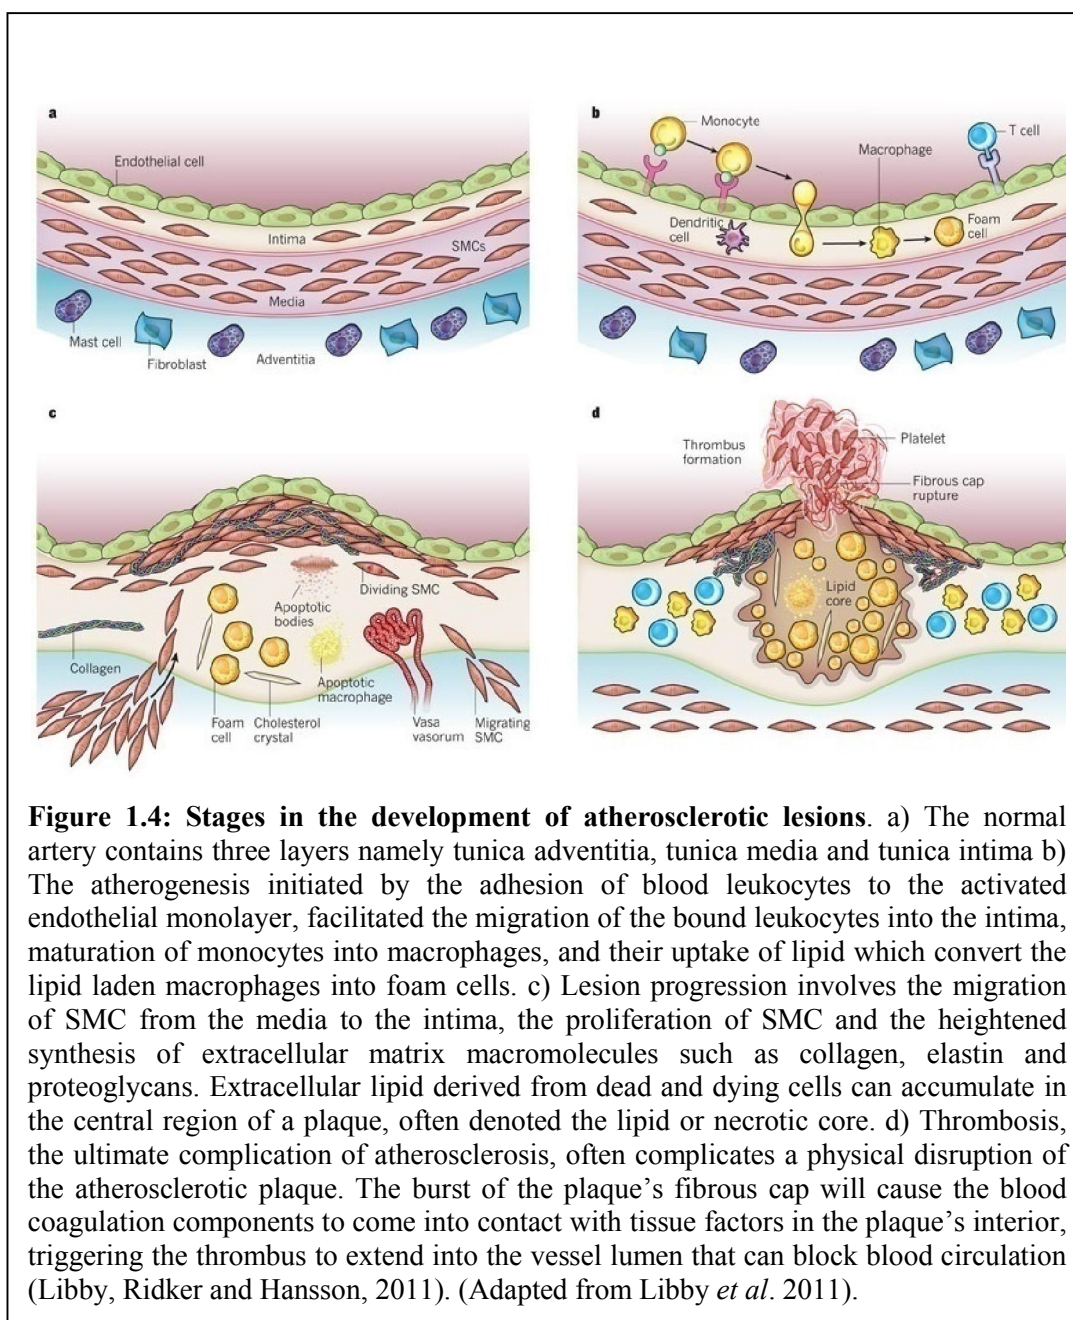 a
Endothelial cell
Intima
SMCs
Media
Mast cell
Fibroblast
Adventitia
b
Monocyte
T cell
Macrophage
Dendritic
cell
Foam
cell
c
Dividing SMC
Apoptotic
bodies
Collagen
Apoptotic
macrophage
Foam
cell
Cholesterol
crystal
Vasa
vasorum
Migrating
SMC
d
Thrombus
formation
Platelet
Fibrous cap
rupture
Lipid
core
Figure 1.4: Stages in the development of atherosclerotic lesions. a) The normal
artery contains three layers namely tunica adventitia, tunica media and tunica intima b)
The atherogenesis initiated by the adhesion of blood leukocytes to the activated
endothelial monolayer, facilitated the migration of the bound leukocytes into the intima,
maturation of monocytes into macrophages, and their uptake of lipid which convert the
lipid laden macrophages into foam cells. c) Lesion progression involves the migration
of SMC from the media to the intima, the proliferation of SMC and the heightened
synthesis of extracellular matrix macromolecules such as collagen, elastin and
proteoglycans. Extracellular lipid derived from dead and dying cells can accumulate in
the central region of a plaque, often denoted the lipid or necrotic core. d) Thrombosis,
the ultimate complication of atherosclerosis, often complicates a physical disruption of
the atherosclerotic plaque. The burst of the plaque’s fibrous cap will cause the blood
coagulation components to come into contact with tissue factors in the plaque’s interior,
triggering the thrombus to extend into the vessel lumen that can block blood circulation
(Libby, Ridker and Hansson, 2011). (Adapted from Libby et al. 2011).